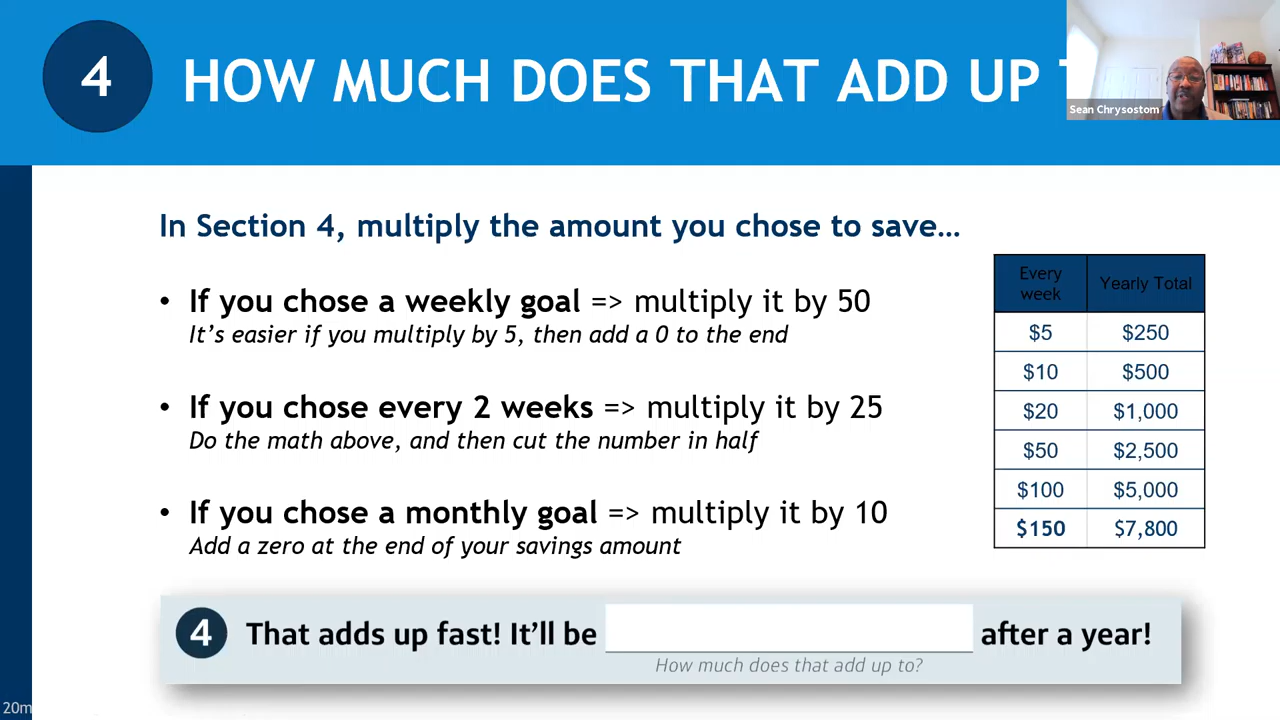 4
HOW MUCH DOES THAT ADD UP
Sean Chrysostom
In Section 4, multiply the amount you chose to save…
• If you chose a weekly goal => multiply it by 50
It's easier if you multiply by 5, then add a 0 to the end
• If you chose every 2 weeks => multiply it by 25
Do the math above, and then cut the number in half
• If you chose a monthly goal => multiply it by 10
Add a zero at the end of your savings amount
Every week Yearly Total
$5 $250
$10 $500
$20 $1,000
$50 $2,500
$100 $5,000
$150 $7,800
4 That adds up fast! It'll be after a year!
How much does that add up to?
20m